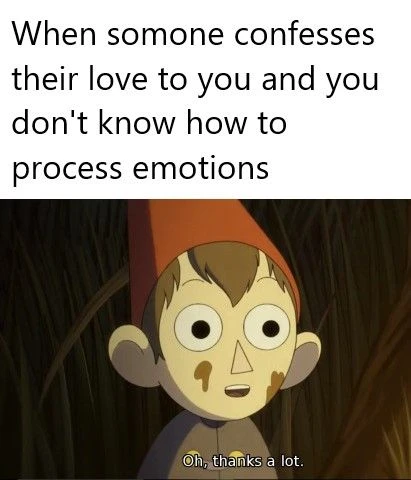 When somone confesses
their love to you and you
don't know how to
process emotions
Oh, thanks a lot.